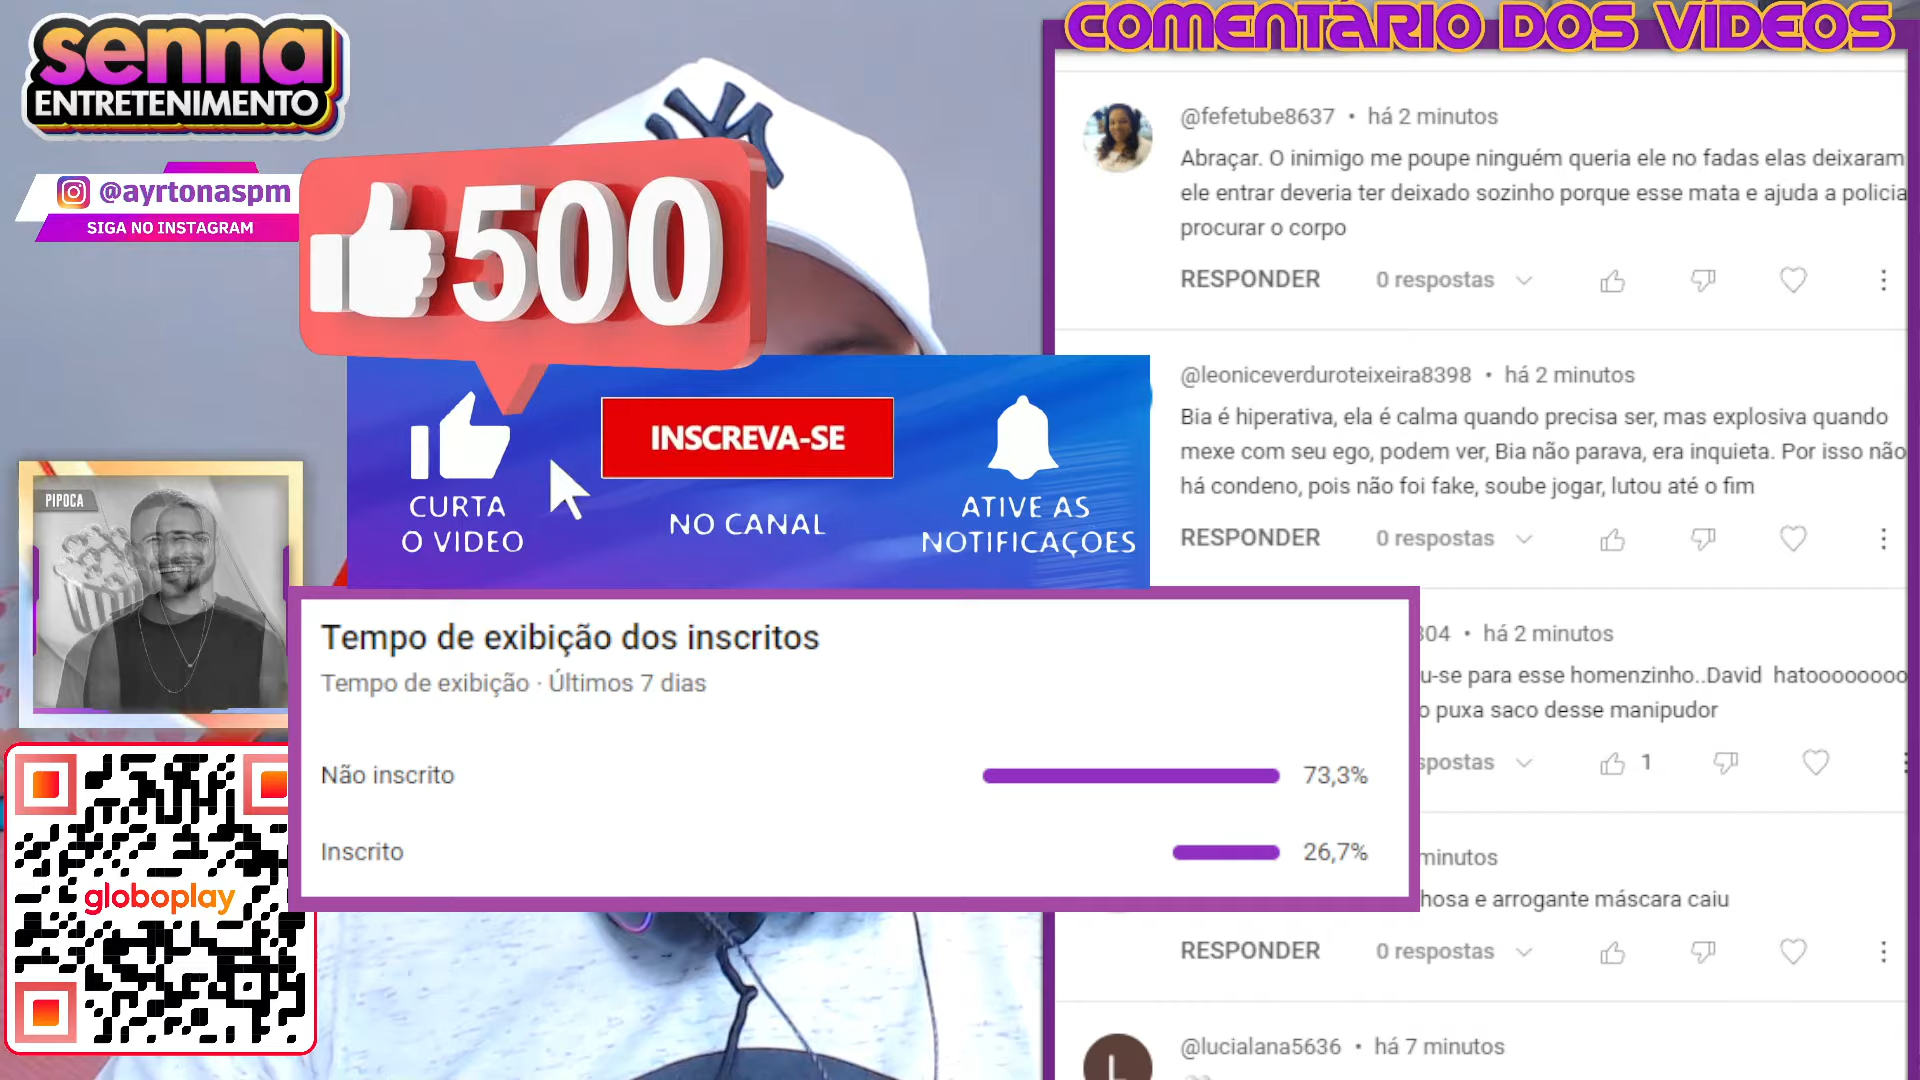 senna
ENTRETENIMENTO
@ayrtonaspm
SIGA NO INSTAGRAM
500
CURTA
O VIDEO
INSCREVA-SE
NO CANAL
ATIVE AS
NOTIFICAÇOES
PIPOCA
globoplay
Tempo de exibição dos inscritos
Tempo de exibição · Últimos 7 dias
Não inscrito 73,3%
Inscrito 26,7%
COMENTÁRIO DOS VÍDEOS
@fefetube8637 • há 2 minutos
Abraçar. O inimigo me poupe ninguém queria ele no fadas elas deixaram
ele entrar deveria ter deixado sozinho porque esse mata e ajuda a policia
procurar o corpo
RESPONDER 0 respostas
@leoniceverduroteixeira8398 • há 2 minutos
Bia é hiperativa, ela é calma quando precisa ser, mas explosiva quando
mexe com seu ego, podem ver, Bia não parava, era inquieta. Por isso não
há condeno, pois não foi fake, soube jogar, lutou até o fim
RESPONDER 0 respostas
804 • há 2 minutos
u-se para esse homenzinho..David hatoooooooo
o puxa saco desse manipudor
spostas 1
minutos
hosa e arrogante máscara caiu
RESPONDER 0 respostas
L
@lucialana5636 • há 7 minutos